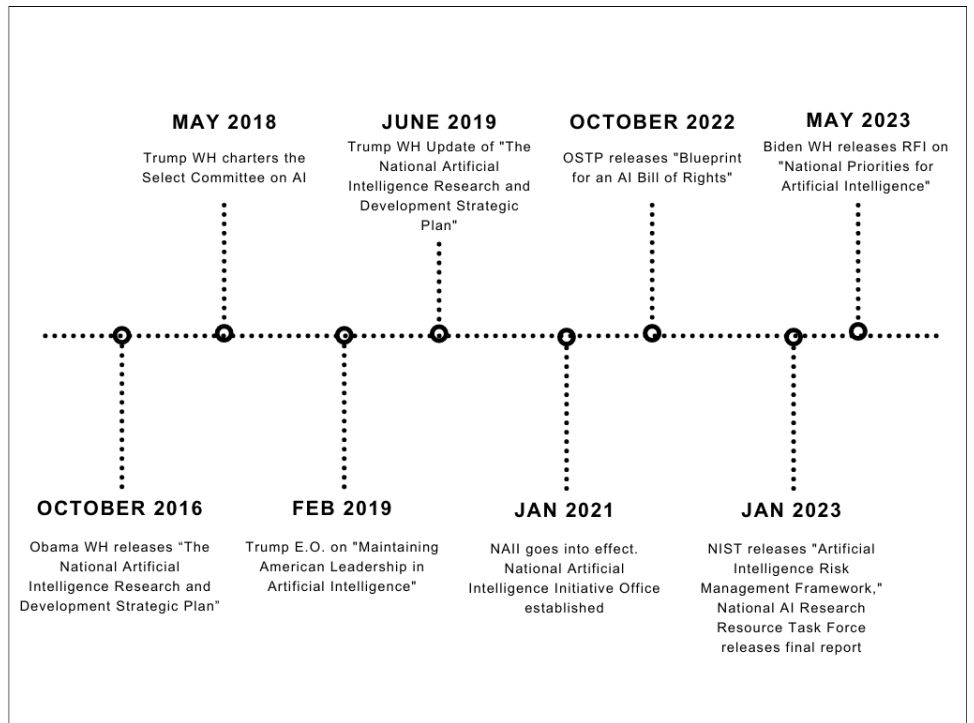 MAY 2018
Trump WH charters the
Select Committee on AI
JUNE 2019
Trump WH Update of "The
National Artificial
Intelligence Research and
Development Strategic
Plan"
OCTOBER 2022
OSTP releases "Blueprint
for an AI Bill of Rights"
MAY 2023
Biden WH releases RFI on
"National Priorities for
Artificial Intelligence"
OCTOBER 2016
Obama WH releases “The
National Artificial
Intelligence Research and
Development Strategic Plan”
FEB 2019
Trump E.O. on "Maintaining
American Leadership in
Artificial Intelligence"
JAN 2021
NAII goes into effect.
National Artificial
Intelligence Initiative Office
established
JAN 2023
NIST releases "Artificial
Intelligence Risk
Management Framework,"
National AI Research
Resource Task Force
releases final report